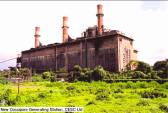 New Cossipore Generating Station, CESC Ltd.